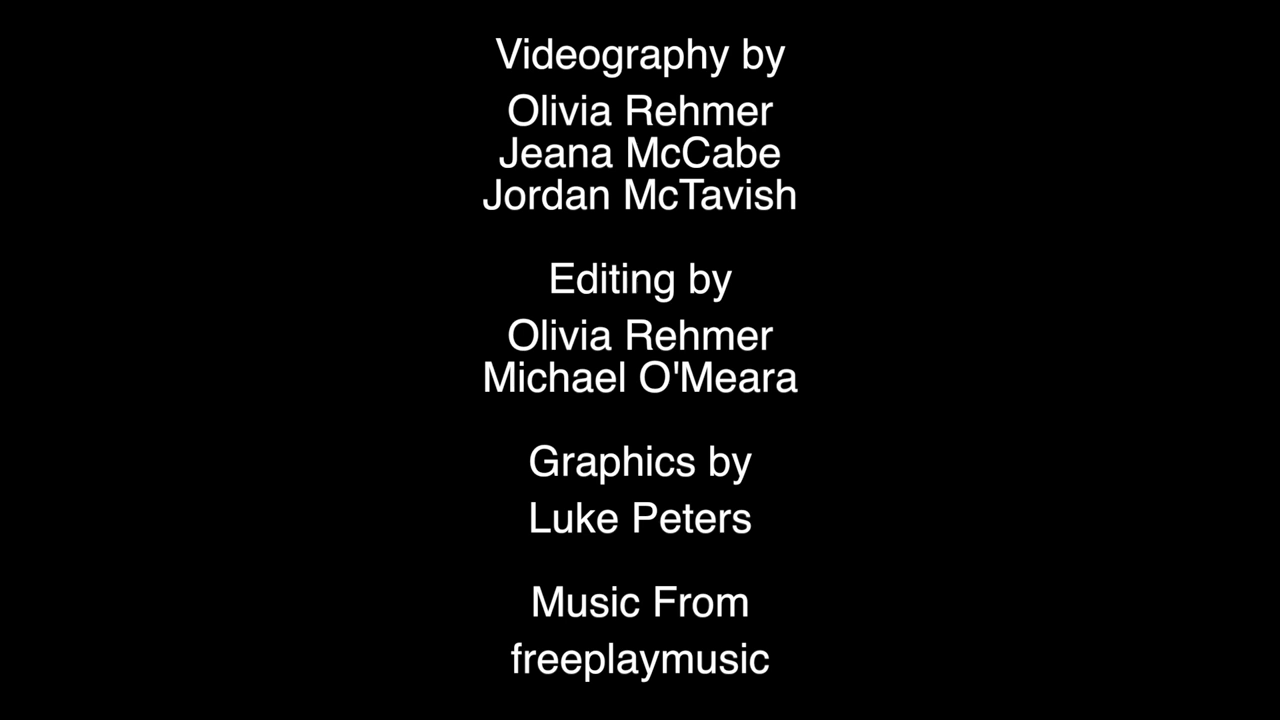 Videography by
Olivia Rehmer
Jeana McCabe
Jordan McTavish
Editing by
Olivia Rehmer
Michael O'Meara
Graphics by
Luke Peters
Music From
freeplaymusic